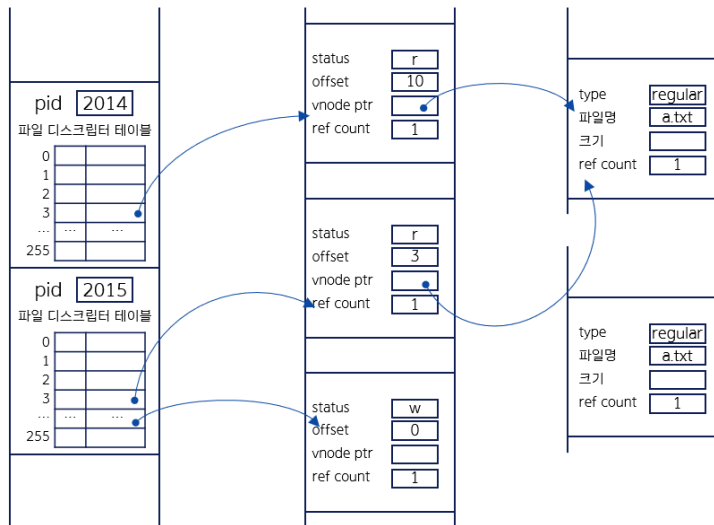 pid 2014
파일 디스크립터 테이블
0
1
2
3
... ... ...
255
pid 2015
파일 디스크립터 테이블
0
1
2
3
... ... ...
255
status r
offset 10
vnode ptr
ref count 1
status r
offset 3
vnode ptr
ref count 1
status w
offset 0
vnode ptr
ref count 1
type regular
파일명 a.txt
크기
ref count 1
type regular
파일명 a.txt
크기
ref count 1